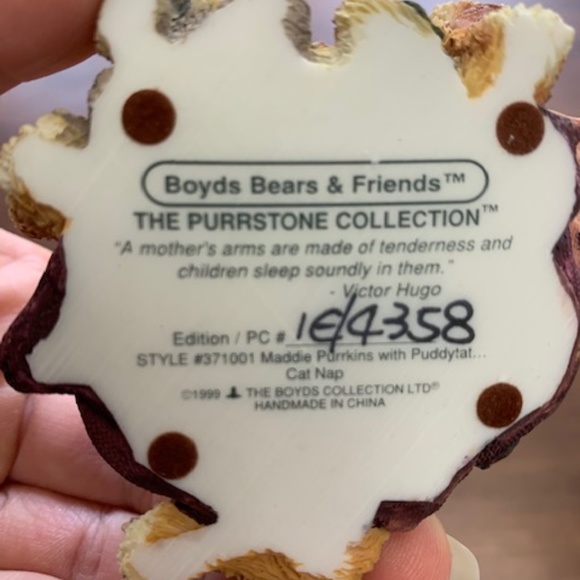 Boyds Bears & Friends™
THE PURRSTONE COLLECTION™
"A mother's arms are made of tenderness and
children sleep soundly in them."
- Victor Hugo
Edition / PC # 1E/4358
STYLE #371001 Maddie Purrkins with Puddytat...
Cat Nap
©1999 THE BOYDS COLLECTION LTD®
HANDMADE IN CHINA